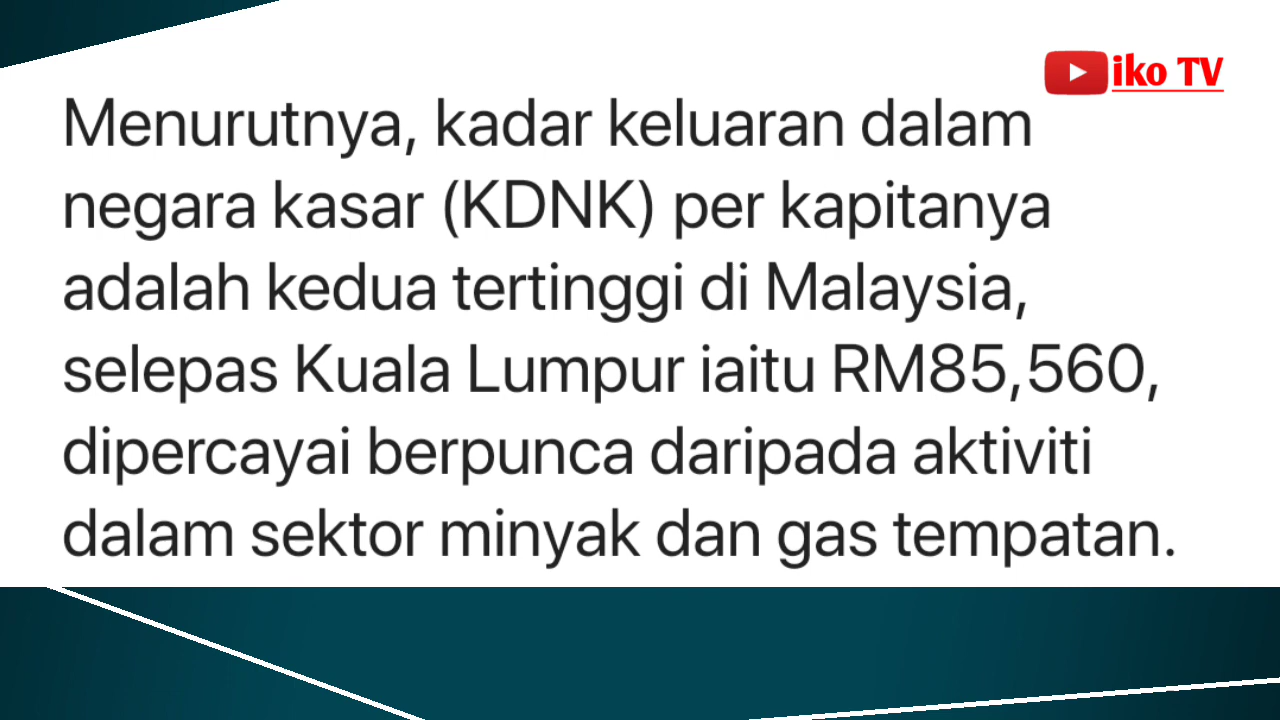 iko TV
Menurutnya, kadar keluaran dalam
negara kasar (KDNK) per kapitanya
adalah kedua tertinggi di Malaysia,
selepas Kuala Lumpur iaitu RM85,560,
dipercayai berpunca daripada aktiviti
dalam sektor minyak dan gas tempatan.